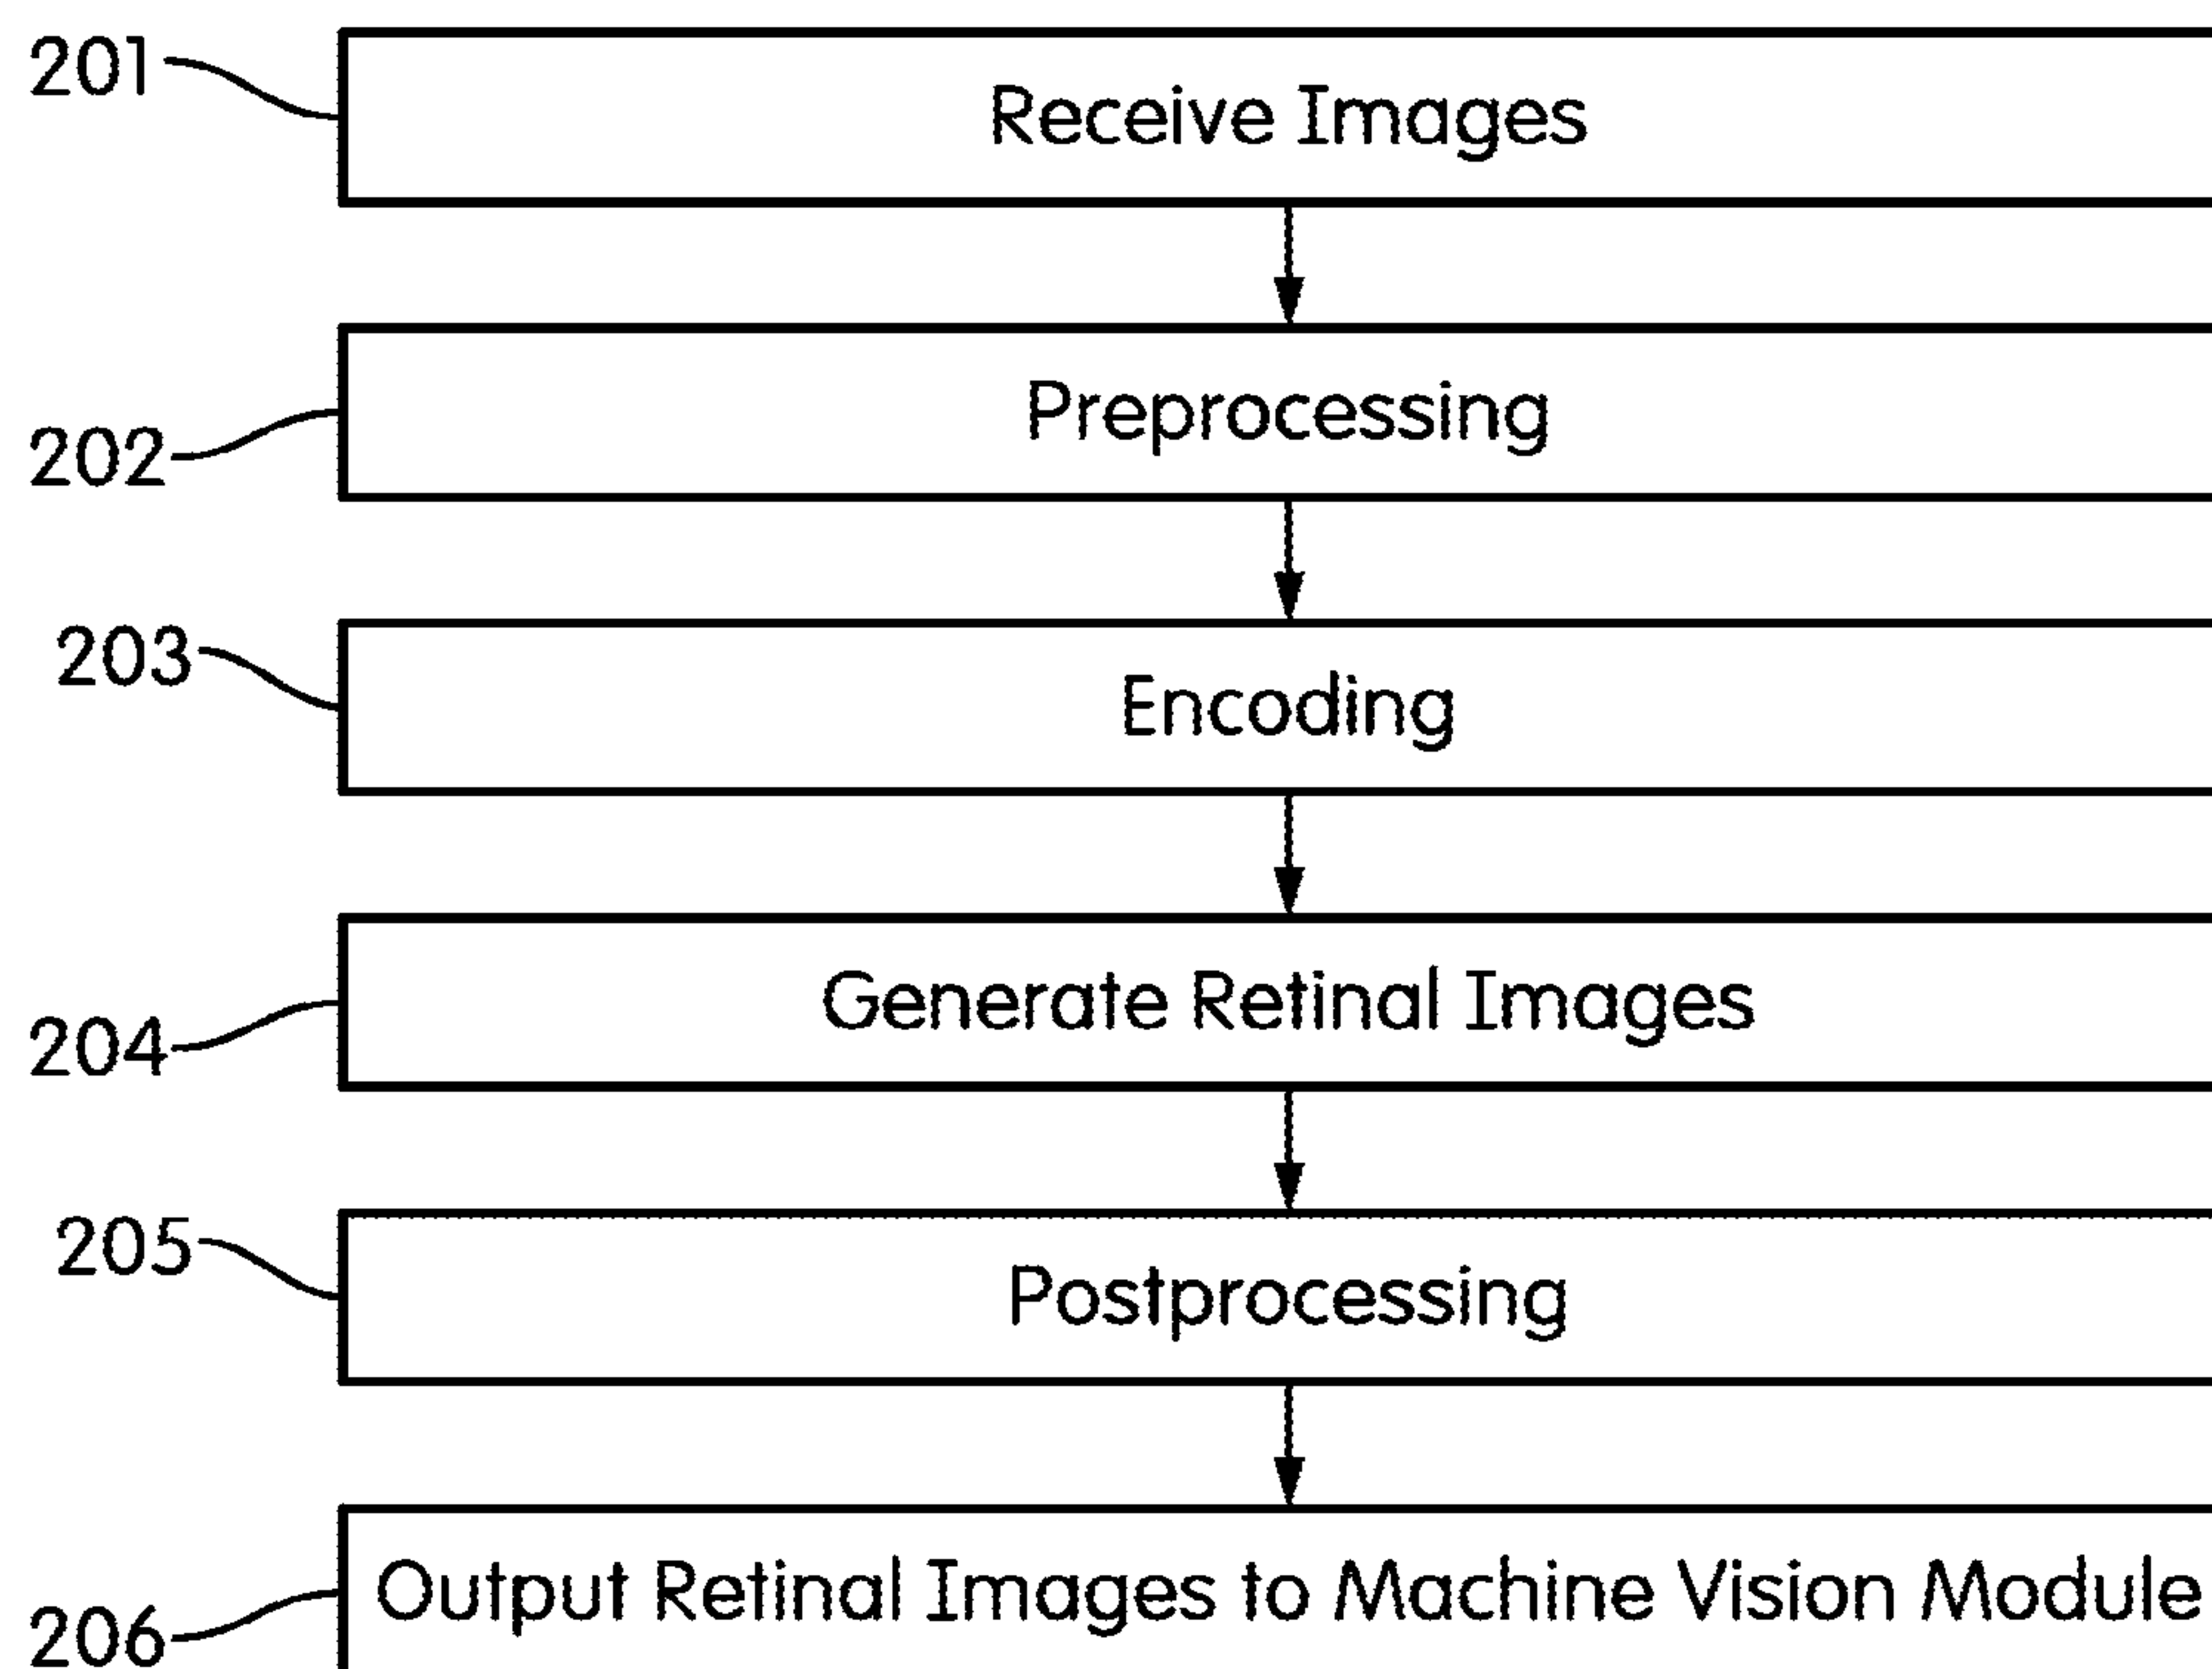 201
Receive Images
Preprocessing
202
203
Encoding
Generate Retinal Images
204
205
Postprocessing
Output Retinal Images to Machine Vision Module
206